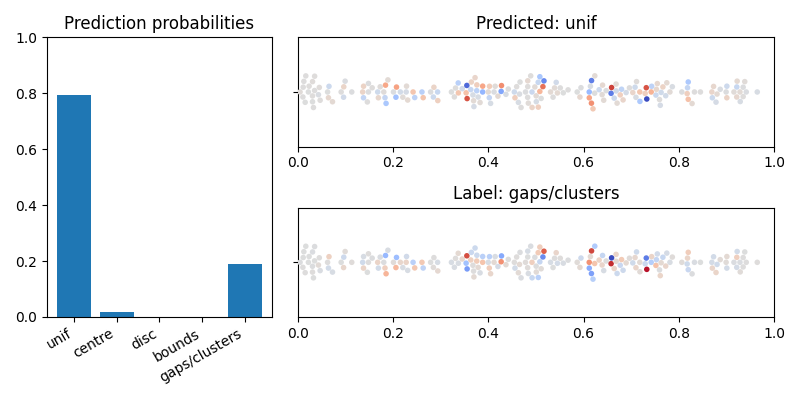 Prediction probabilities
1.0
0.8
0.6
0.4
0.2
0.0
unif
centre
disc
bounds
gaps/clusters
Predicted: unif
0.0 0.2 0.4 0.6 0.8 1.0
Label: gaps/clusters
0.0 0.2 0.4 0.6 0.8 1.0